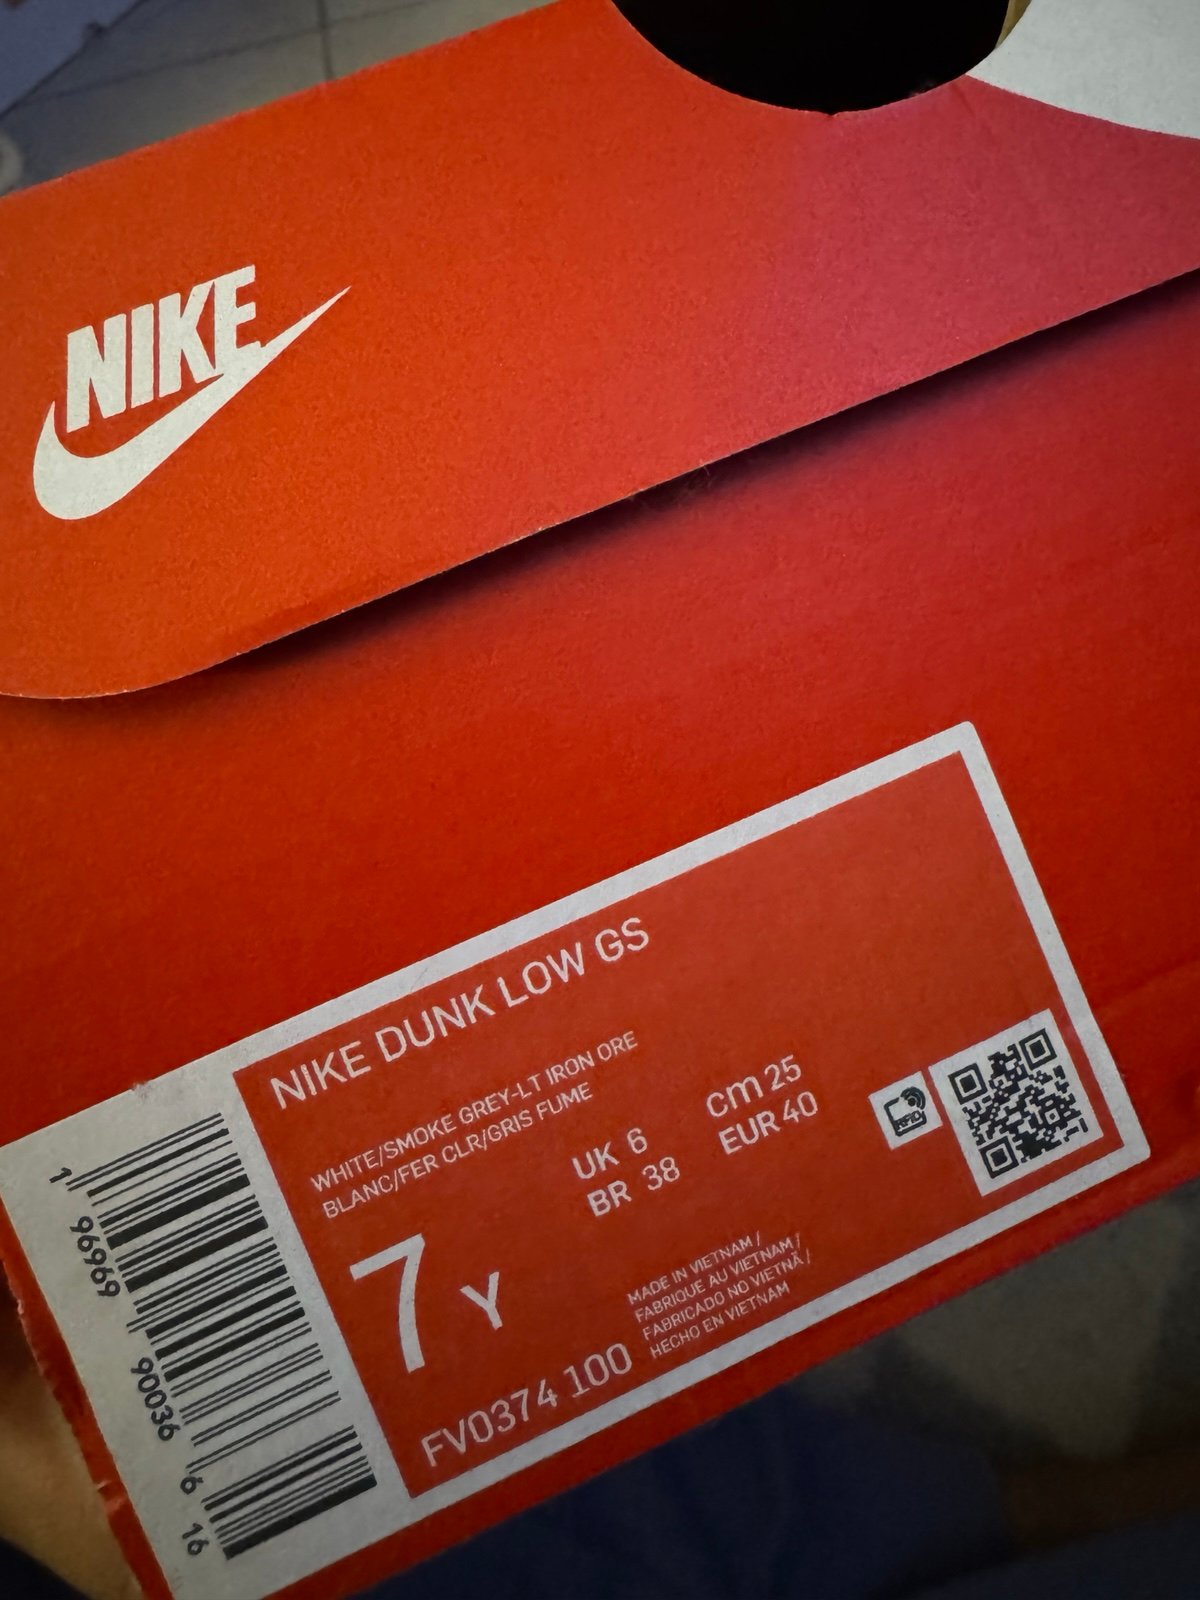 NIKE
NIKE DUNK LOW GS
WHITE/SMOKE GREY-LT IRON ORE
BLANC/FER CLR/GRIS FUME
7 Y
UK 6
BR 38
cm 25
EUR 40
RFID
MADE IN VIETNAM /
FABRIQUE AU VIETNAM /
FABRICADO NO VIETNÃ /
HECHO EN VIETNAM
FV0374 100
1 96969 90036 6 16